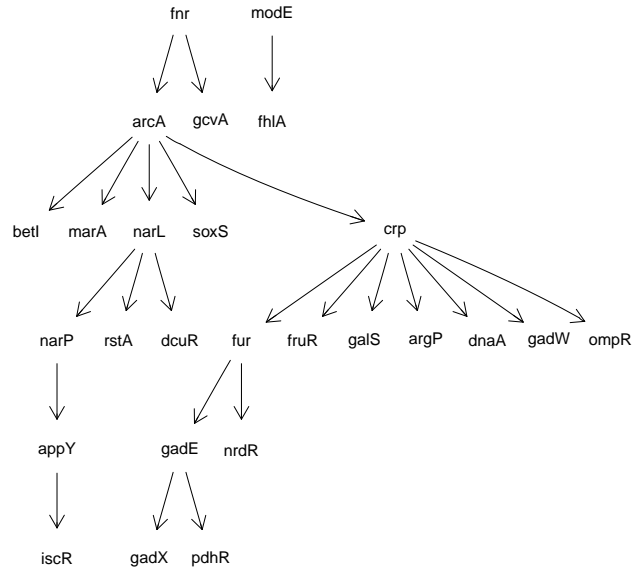 fnr modE
arcA gcvA fhlA
betI marA narL soxS crp
narP rstA dcuR fur fruR galS argP dnaA gadW ompR
appY gadE nrdR
iscR gadX pdhR